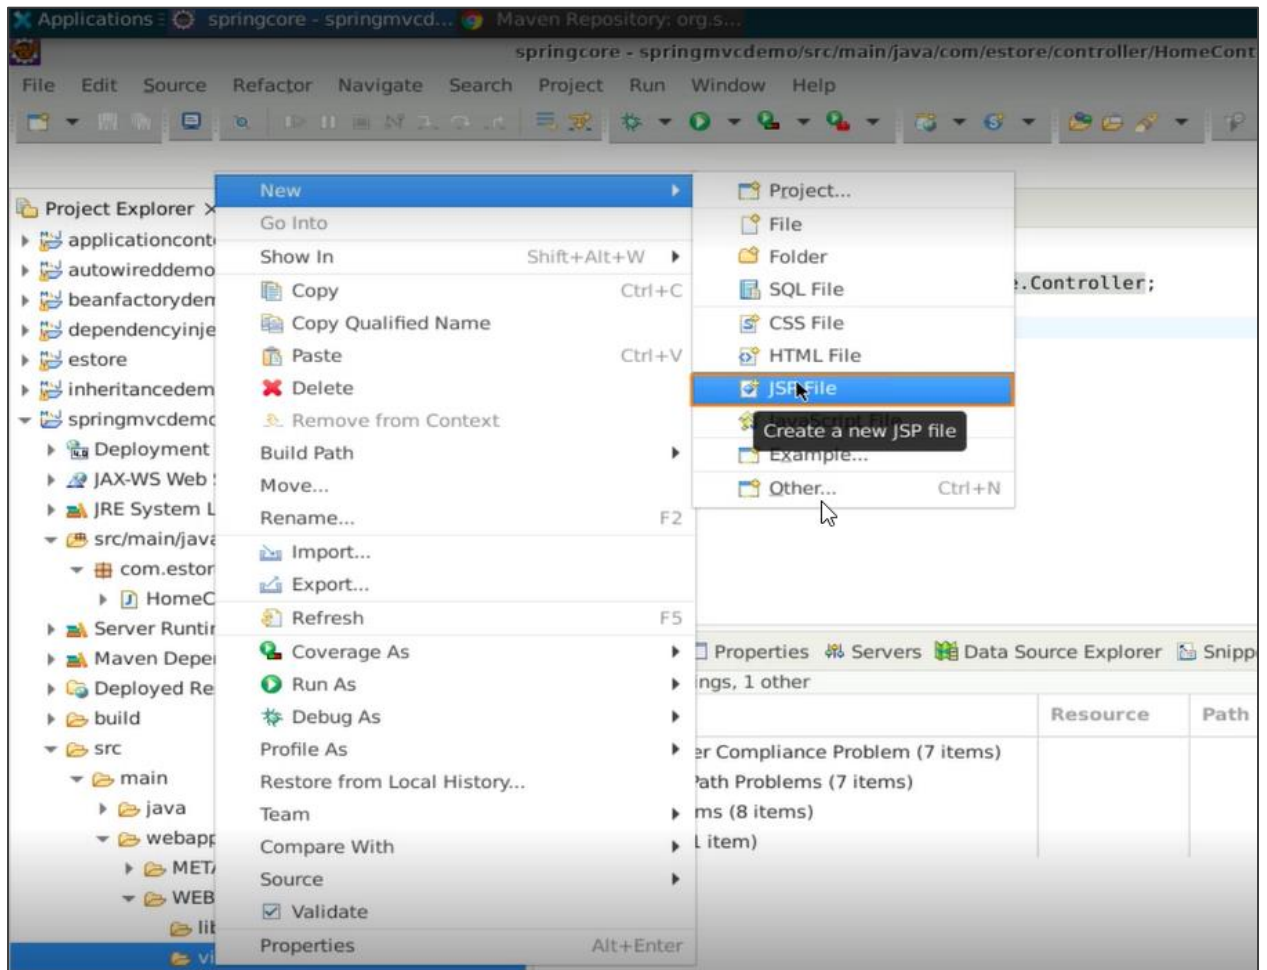 Applications springcore - springmvcd... Maven Repository: org.s...
springcore - springmvcdemo/src/main/java/com/estore/controller/HomeCont
File Edit Source Refactor Navigate Search Project Run Window Help
Project Explorer
applicationcont
autowireddemo
beanfactorydem
dependencyinje
estore
inheritancedem
springmvcdemo
Deployment
JAX-WS Web
JRE System L
src/main/java
com.estor
HomeC
Server Runtin
Maven Deper
Deployed Re
build
src
main
java
webapp
META
WEB
lib
vi
New
Go Into
Show In Shift+Alt+W
Copy Ctrl+C
Copy Qualified Name
Paste Ctrl+V
Delete
Remove from Context
Build Path
Move...
Rename... F2
Import...
Export...
Refresh F5
Coverage As
Run As
Debug As
Profile As
Restore from Local History...
Team
Compare With
Source
Validate
Properties Alt+Enter
Project...
File
Folder
SQL File
CSS File
HTML File
JSP File
JavaScript File
Create a new JSP file
Example...
Other... Ctrl+N
.Controller;
Properties Servers Data Source Explorer Snipp
ings, 1 other
Resource Path
er Compliance Problem (7 items)
Path Problems (7 items)
ms (8 items)
1 item)